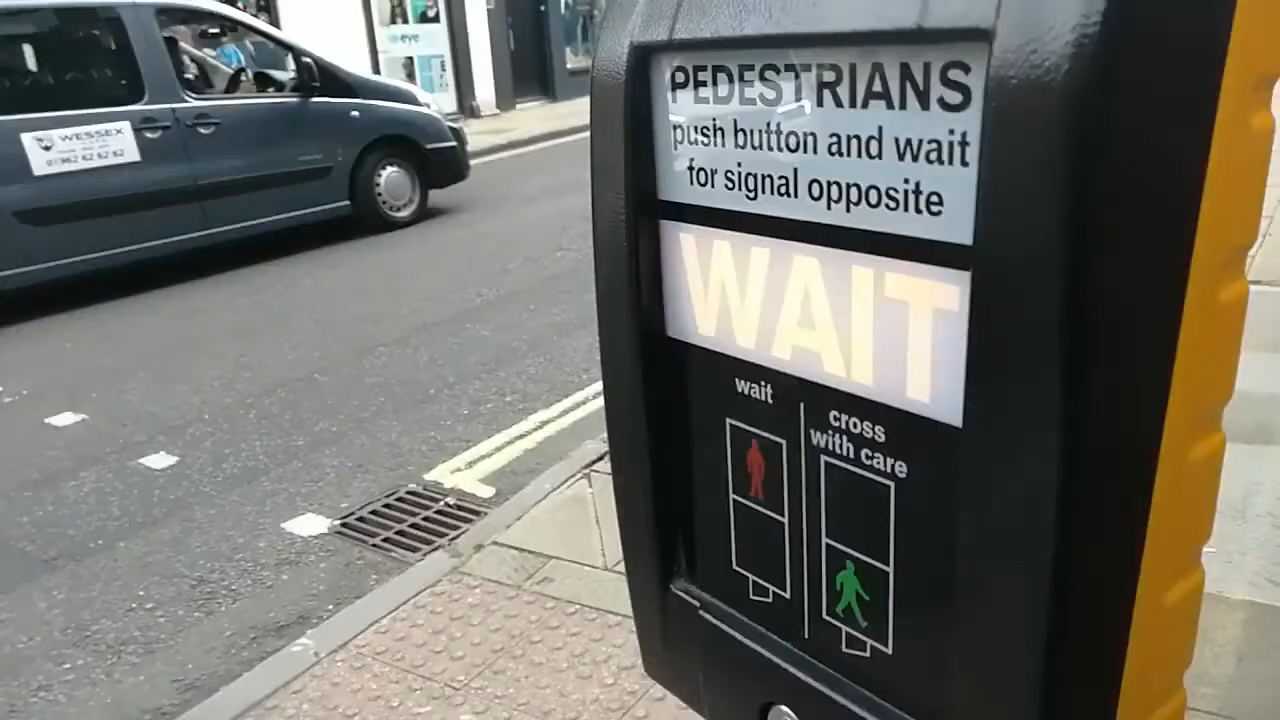 eye
WESSEX
01962 62 62 62
PEDESTRIANS
push button and wait
for signal opposite
WAIT
wait
cross
with care